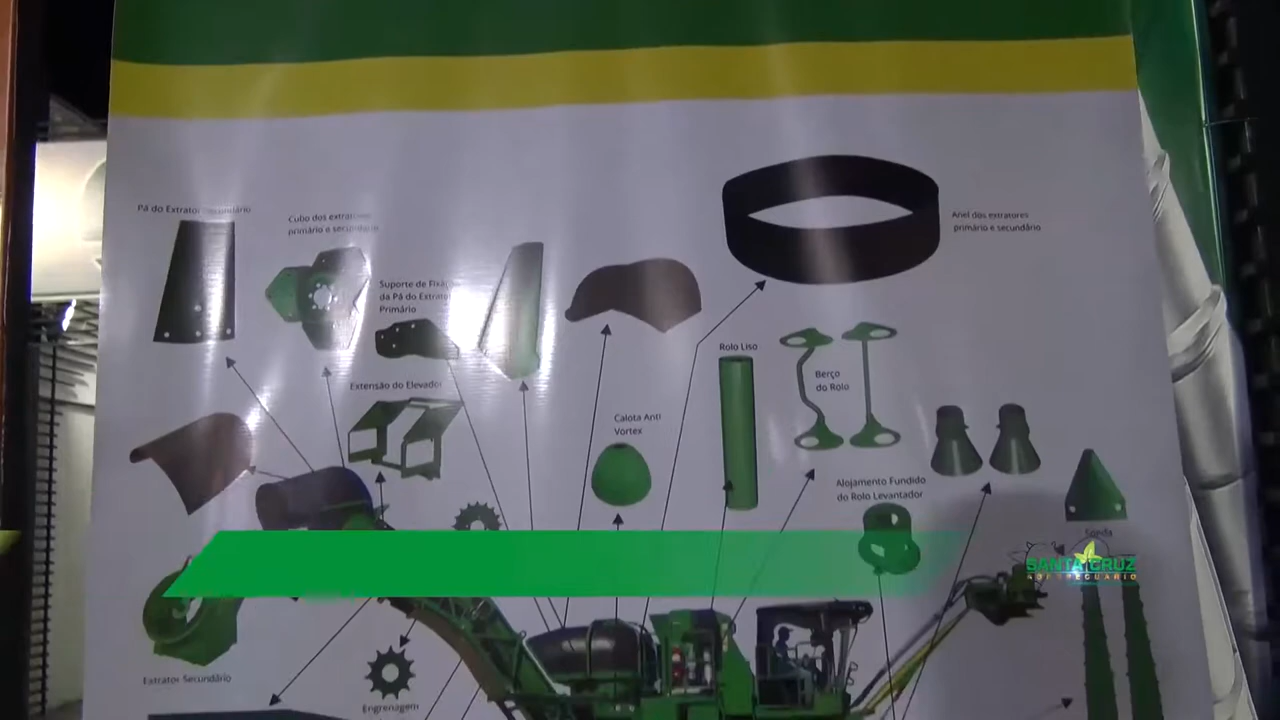 Pá do Extrator Secundário
Cubo dos extratores
primário e secundário
Anel dos extratores
primário e secundário
Suporte de Fixação
da Pá do Extrator
Primário
Rolo Liso
Berço
do Rolo
Extensão do Elevador
Calota Anti
Vortex
Alojamento Fundido
do Rolo Levantador
SANTA CRUZ
AGROPECUÁRIO
Extrator Secundário
Engrenagem